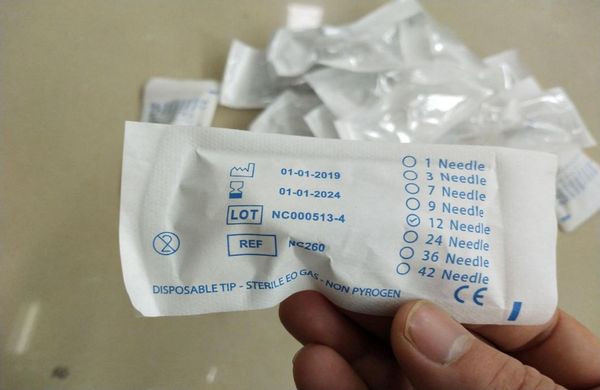 01-01-2019
01-01-2024
LOT NC000513-4
REF NC260
1 Needle
3 Needle
7 Needle
9 Needle
12 Needle
24 Needle
36 Needle
42 Needle
DISPOSABLE TIP - STERILE EO GAS - NON PYROGEN
CE